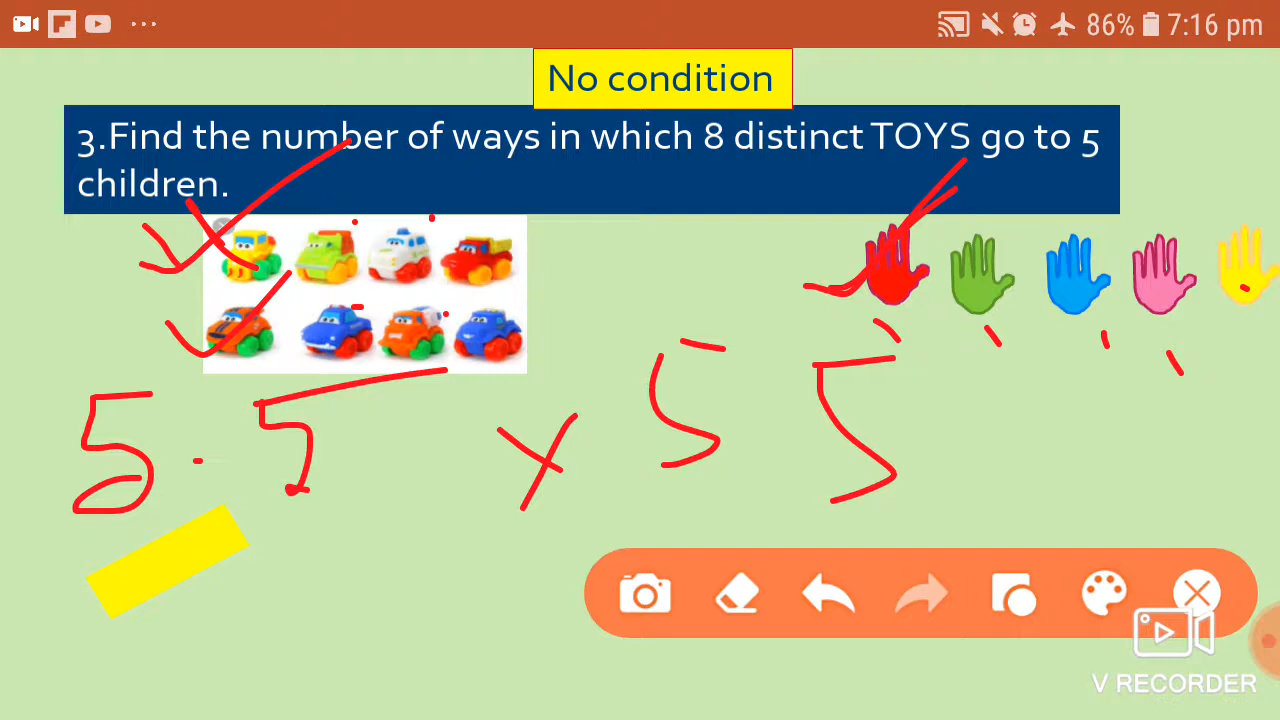 86% 7:16 pm
No condition
3.Find the number of ways in which 8 distinct TOYS go to 5
children.
5 . 5 x 5 5
V RECORDER